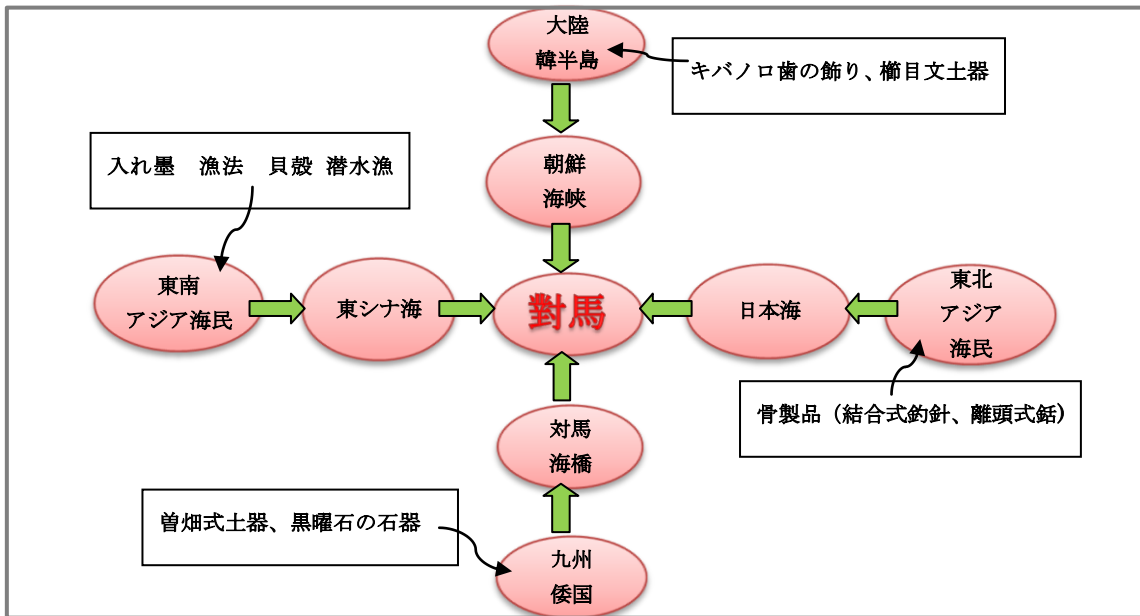 大陸
韓半島
キバノロ歯の飾り、櫛目文土器
入れ墨　漁法　貝殻 潜水漁
朝鮮
海峡
東南
アジア海民
東シナ海
對馬
日本海
東北
アジア
海民
骨製品（結合式釣針、離頭式銛）
対馬
海橋
曽畑式土器、黒曜石の石器
九州
倭国